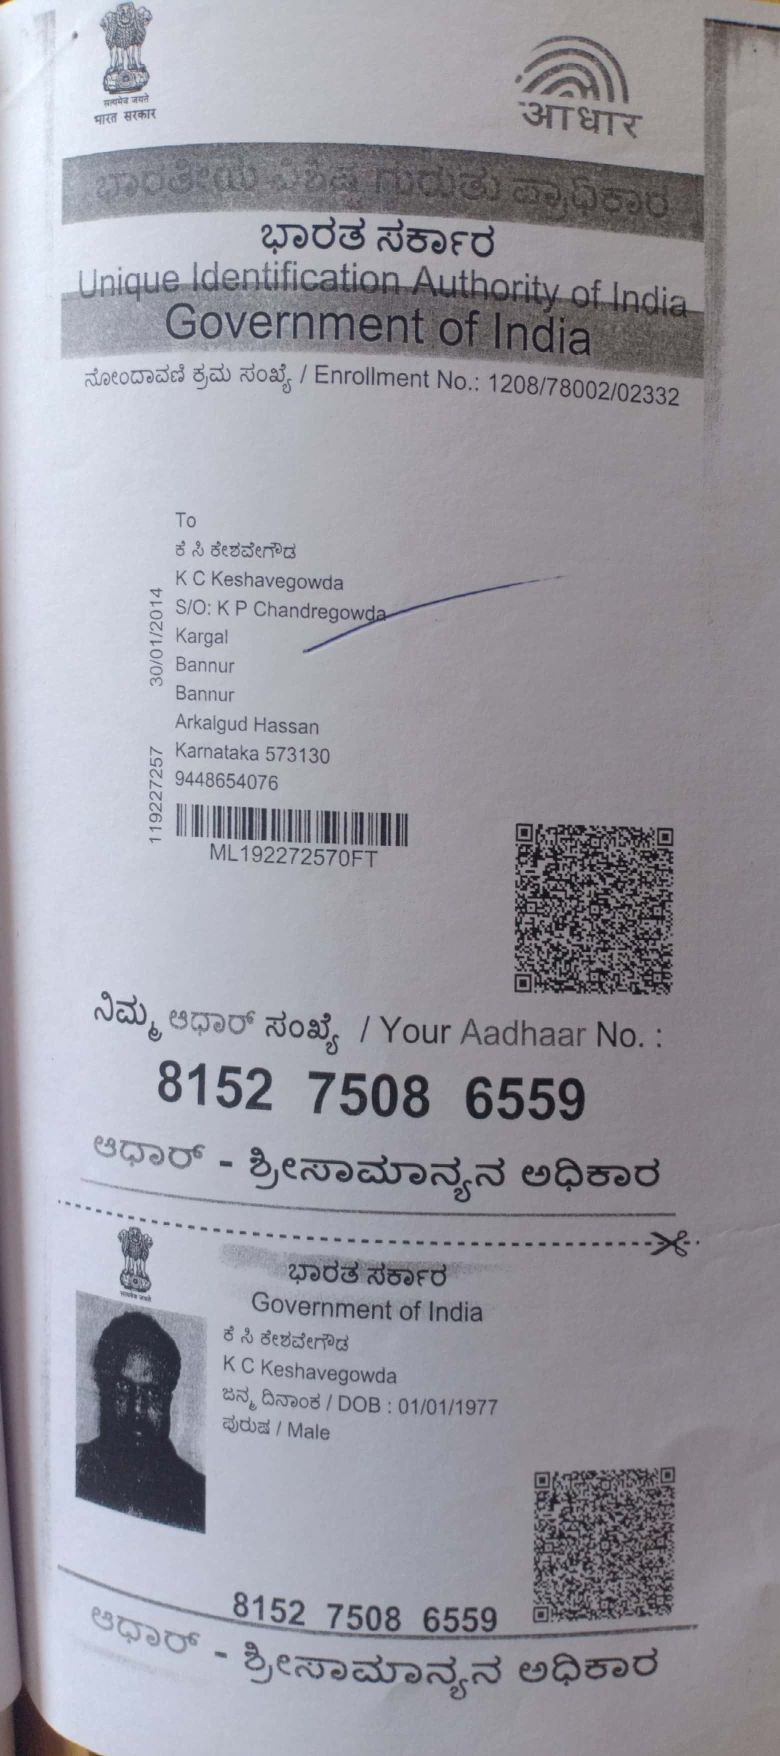 सत्यमेव जयते
भारत सरकार
आधार
ಭಾರತೀಯ ವಿಶಿಷ್ಟ ಗುರುತು ಪ್ರಾಧಿಕಾರ
ಭಾರತ ಸರ್ಕಾರ
Unique Identification Authority of India
Government of India
ನೋಂದಾವಣಿ ಕ್ರಮ ಸಂಖ್ಯೆ / Enrollment No.: 1208/78002/02332
To
ಕೆ ಸಿ ಕೇಶವೇಗೌಡ
K C Keshavegowda
S/O: K P Chandregowda
Kargal
Bannur
Bannur
Arkalgud Hassan
Karnataka 573130
9448654076
30/01/2014
119227257
ML192272570FT
ನಿಮ್ಮ ಆಧಾರ್ ಸಂಖ್ಯೆ / Your Aadhaar No. :
8152 7508 6559
ಆಧಾರ್ - ಶ್ರೀಸಾಮಾನ್ಯನ ಅಧಿಕಾರ
सत्यमेव जयते
ಭಾರತ ಸರ್ಕಾರ
Government of India
ಕೆ ಸಿ ಕೇಶವೇಗೌಡ
K C Keshavegowda
ಜನ್ಮ ದಿನಾಂಕ / DOB : 01/01/1977
ಪುರುಷ / Male
8152 7508 6559
ಆಧಾರ್ - ಶ್ರೀಸಾಮಾನ್ಯನ ಅಧಿಕಾರ